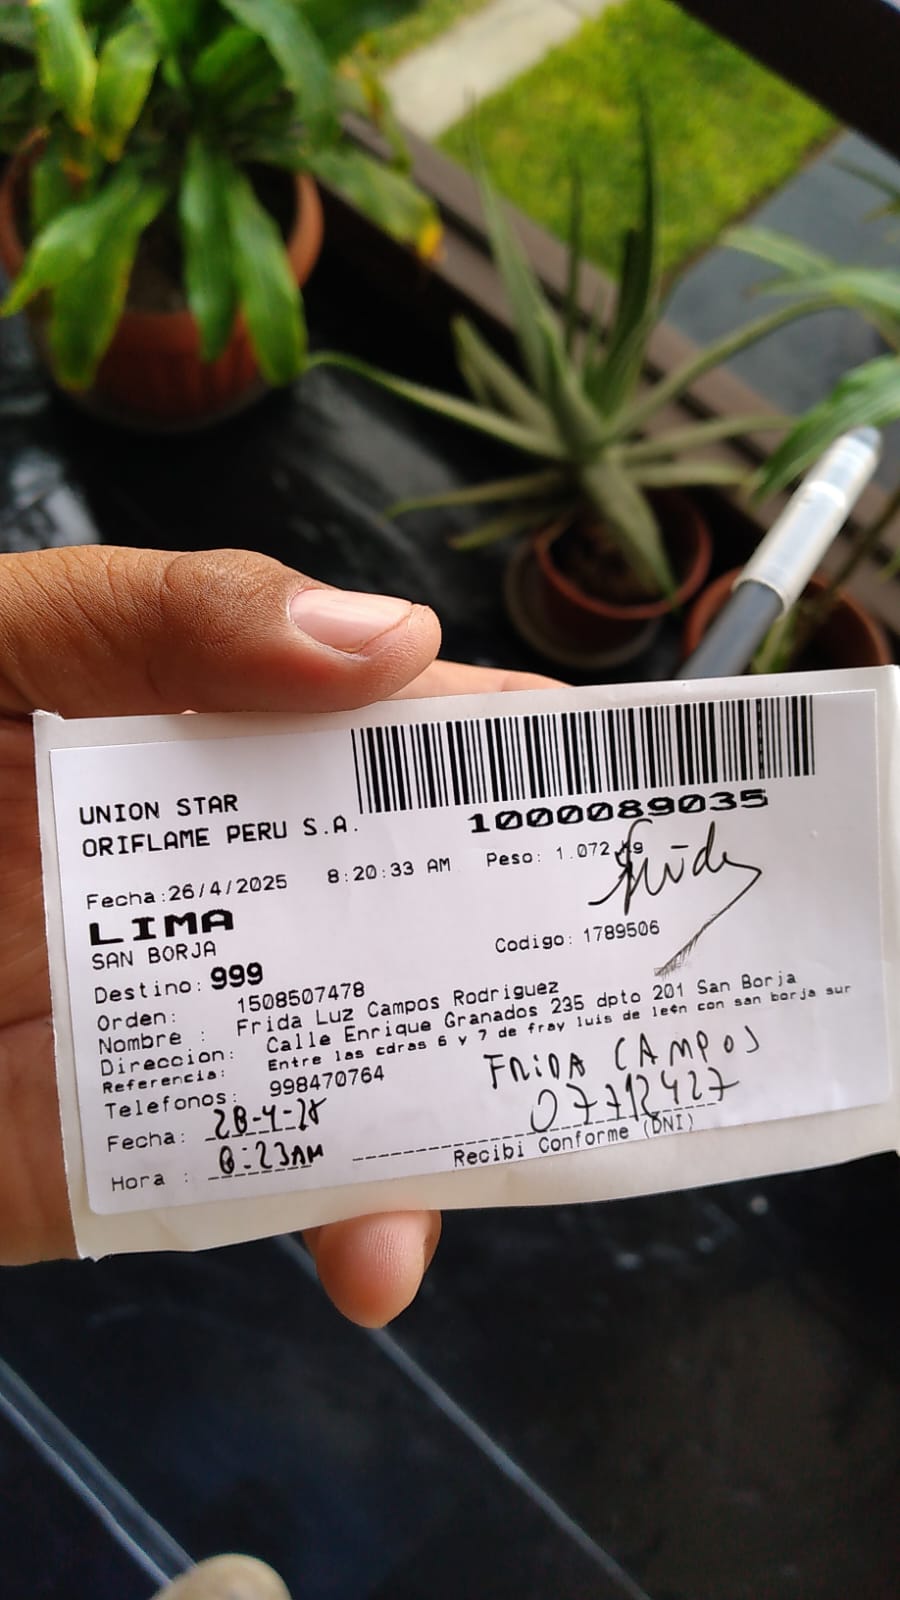 UNION STAR
ORIFLAME PERU S.A.
1000089035
Fecha:26/4/2025 8:20:33 AM Peso: 1.072 Kg
LIMA
SAN BORJA
Codigo: 1789506
Destino: 999
Orden: 1508507478
Nombre : Frida Luz Campos Rodriguez
Direccion: Calle Enrique Granados 235 dpto 201 San Borja
Referencia: Entre las cdras 6 y 7 de fray luis de león con san borja sur
Telefonos: 998470764
FRIDA CAMPOS
Fecha: 28-4-25
07712427
Hora : 8:23AM
Recibi Conforme (DNI)